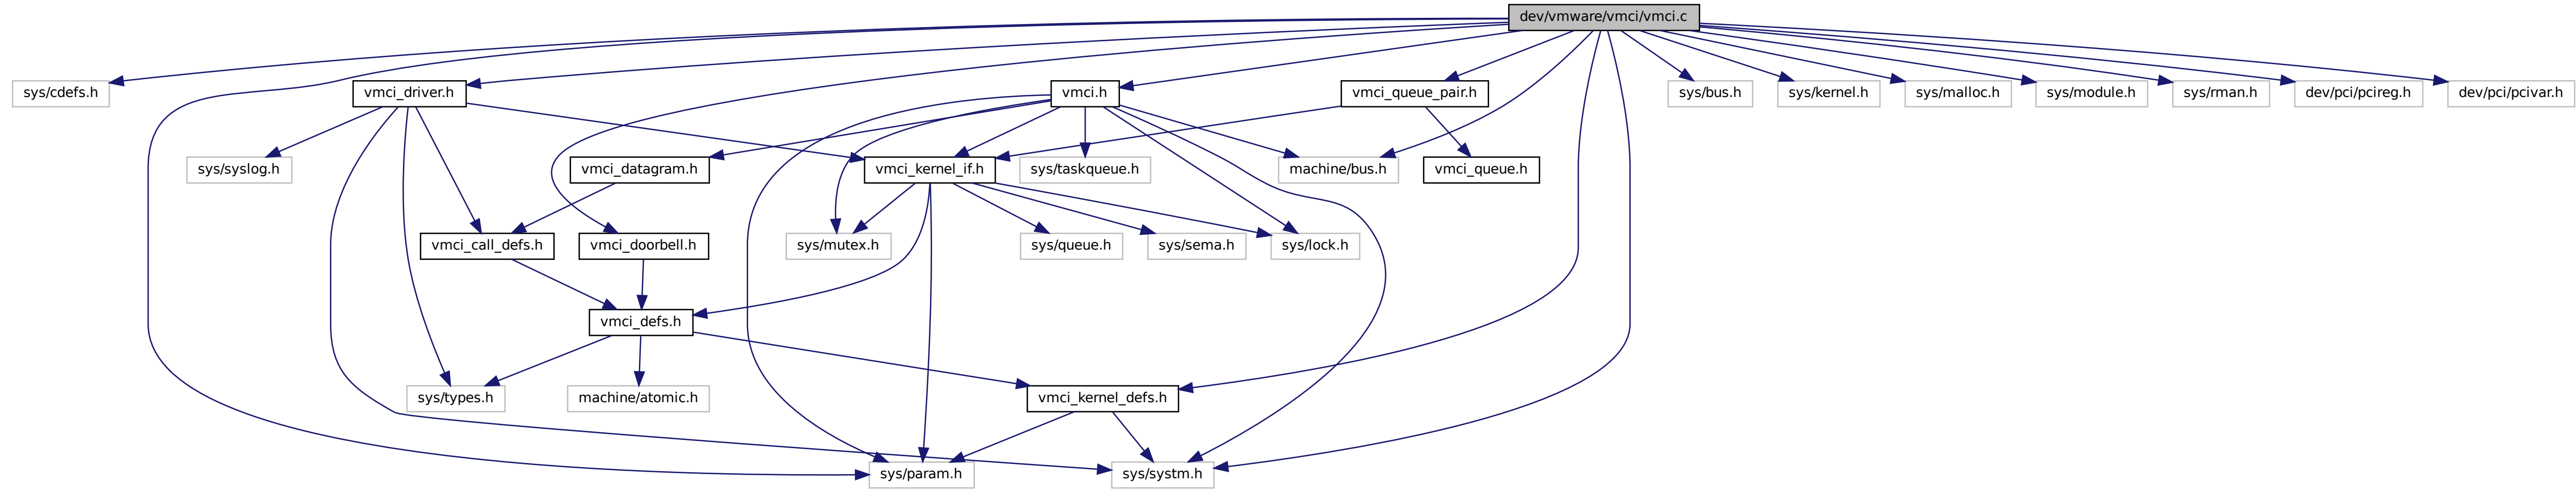 dev/vmware/vmci/vmci.c
sys/cdefs.h
vmci_driver.h
vmci.h
vmci_queue_pair.h
sys/bus.h
sys/kernel.h
sys/malloc.h
sys/module.h
sys/rman.h
dev/pci/pcireg.h
dev/pci/pcivar.h
sys/syslog.h
vmci_datagram.h
vmci_kernel_if.h
sys/taskqueue.h
machine/bus.h
vmci_queue.h
vmci_call_defs.h
vmci_doorbell.h
sys/mutex.h
sys/queue.h
sys/sema.h
sys/lock.h
vmci_defs.h
sys/types.h
machine/atomic.h
vmci_kernel_defs.h
sys/param.h
sys/systm.h